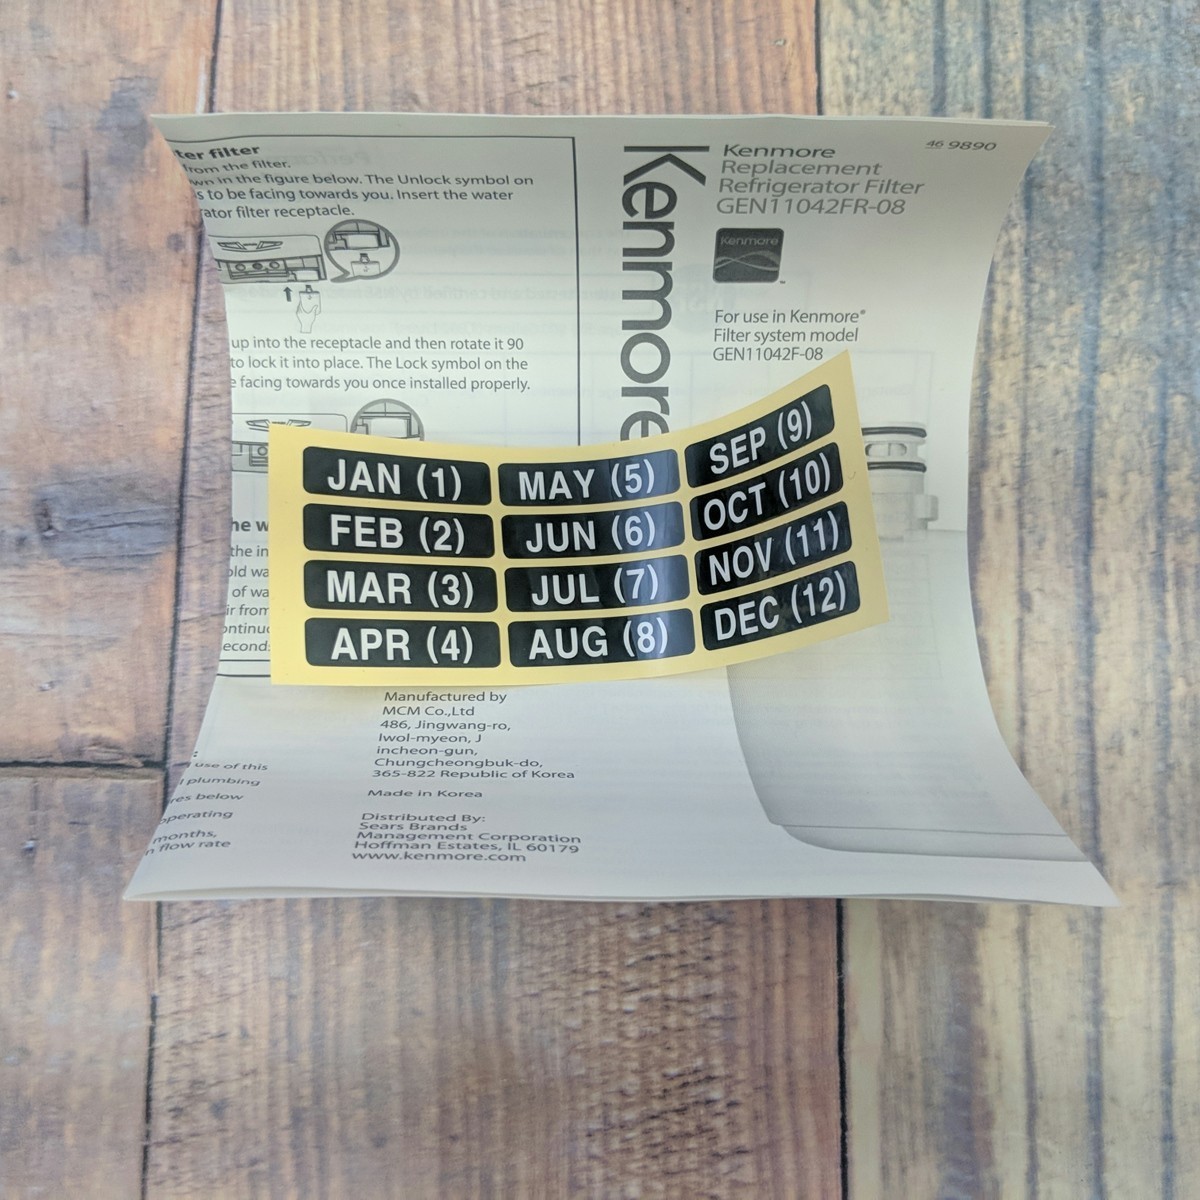 ter filter
from the filter.
own in the figure below. The Unlock symbol on
s to be facing towards you. Insert the water
rator filter receptacle.
up into the receptacle and then rotate it 90
to lock it into place. The Lock symbol on the
e facing towards you once installed properly.
he w
the in
old wa
of wa
ir from
ontinu
econd
:
use of this
plumbing
res below
operating
months,
n flow rate
Kenmore
46 9890
Kenmore
Replacement
Refrigerator Filter
GEN11042FR-08
Kenmore
™
For use in Kenmore®
Filter system model
GEN11042F-08
JAN (1)
FEB (2)
MAR (3)
APR (4)
MAY (5)
JUN (6)
JUL (7)
AUG (8)
SEP (9)
OCT (10)
NOV (11)
DEC (12)
Manufactured by
MCM Co.,Ltd
486, Jingwang-ro,
Iwol-myeon, J
incheon-gun,
Chungcheongbuk-do,
365-822 Republic of Korea
Made in Korea
Distributed By:
Sears Brands
Management Corporation
Hoffman Estates, IL 60179
www.kenmore.com